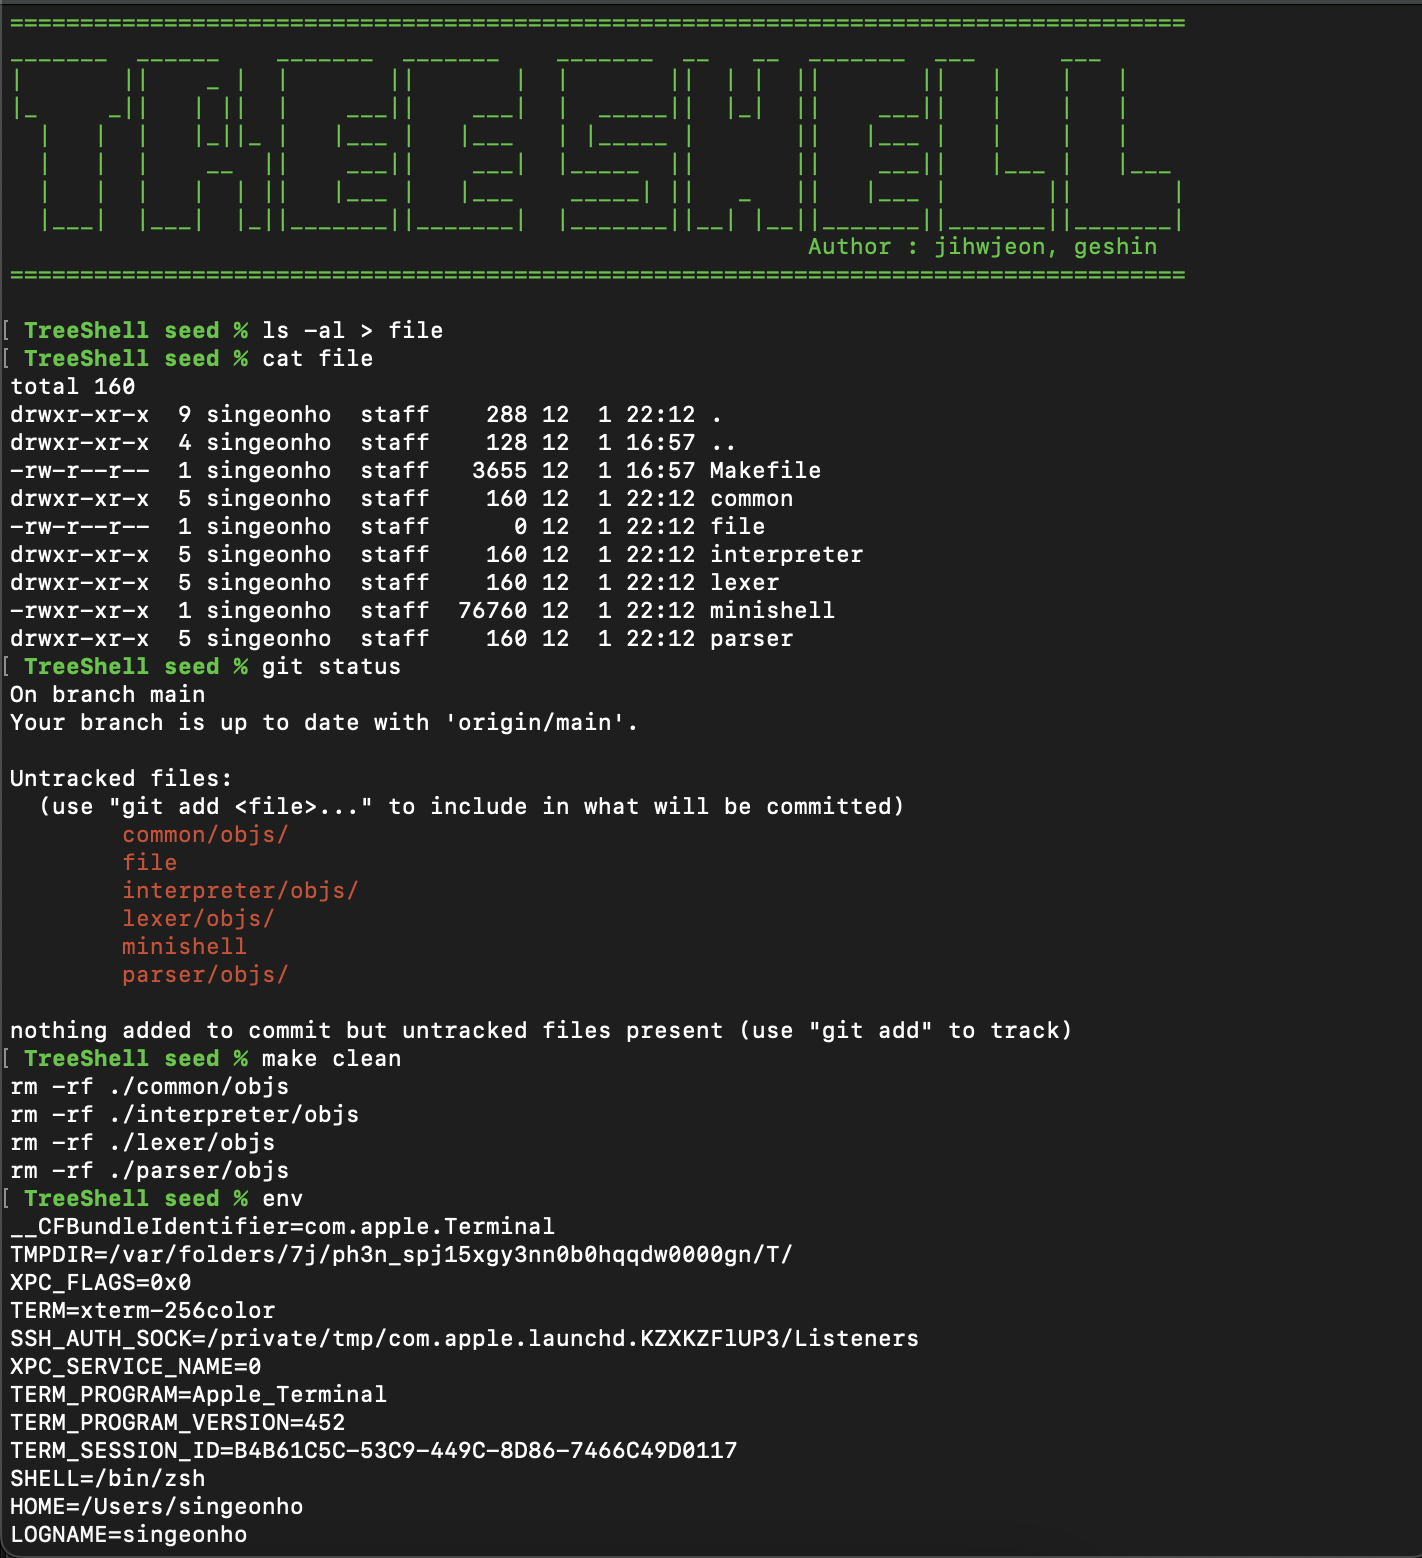 TREE SHELL
Author : jihwjeon, geshin
[ TreeShell seed % ls -al > file
[ TreeShell seed % cat file
total 160
drwxr-xr-x  9 singeonho  staff    288 12  1 22:12 .
drwxr-xr-x  4 singeonho  staff    128 12  1 16:57 ..
-rw-r--r--  1 singeonho  staff   3655 12  1 16:57 Makefile
drwxr-xr-x  5 singeonho  staff    160 12  1 22:12 common
-rw-r--r--  1 singeonho  staff      0 12  1 22:12 file
drwxr-xr-x  5 singeonho  staff    160 12  1 22:12 interpreter
drwxr-xr-x  5 singeonho  staff    160 12  1 22:12 lexer
-rwxr-xr-x  1 singeonho  staff  76760 12  1 22:12 minishell
drwxr-xr-x  5 singeonho  staff    160 12  1 22:12 parser
[ TreeShell seed % git status
On branch main
Your branch is up to date with 'origin/main'.
Untracked files:
  (use "git add <file>..." to include in what will be committed)
        common/objs/
        file
        interpreter/objs/
        lexer/objs/
        minishell
        parser/objs/
nothing added to commit but untracked files present (use "git add" to track)
[ TreeShell seed % make clean
rm -rf ./common/objs
rm -rf ./interpreter/objs
rm -rf ./lexer/objs
rm -rf ./parser/objs
[ TreeShell seed % env
__CFBundleIdentifier=com.apple.Terminal
TMPDIR=/var/folders/7j/ph3n_spj15xgy3nn0b0hqqdw0000gn/T/
XPC_FLAGS=0x0
TERM=xterm-256color
SSH_AUTH_SOCK=/private/tmp/com.apple.launchd.KZXKZFlUP3/Listeners
XPC_SERVICE_NAME=0
TERM_PROGRAM=Apple_Terminal
TERM_PROGRAM_VERSION=452
TERM_SESSION_ID=B4B61C5C-53C9-449C-8D86-7466C49D0117
SHELL=/bin/zsh
HOME=/Users/singeonho
LOGNAME=singeonho